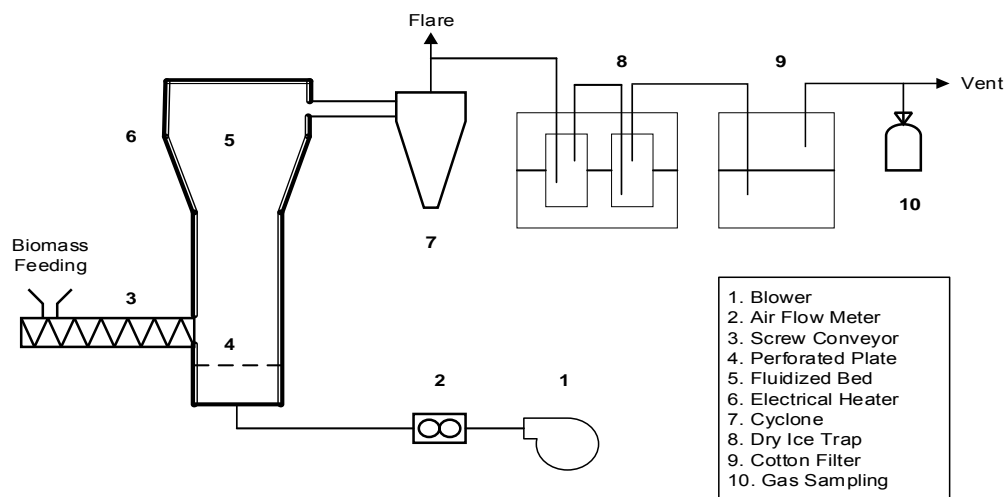 Flare
8
9
Vent
6
5
10
7
Biomass
Feeding
3
4
2
1
1. Blower
2. Air Flow Meter
3. Screw Conveyor
4. Perforated Plate
5. Fluidized Bed
6. Electrical Heater
7. Cyclone
8. Dry Ice Trap
9. Cotton Filter
10. Gas Sampling